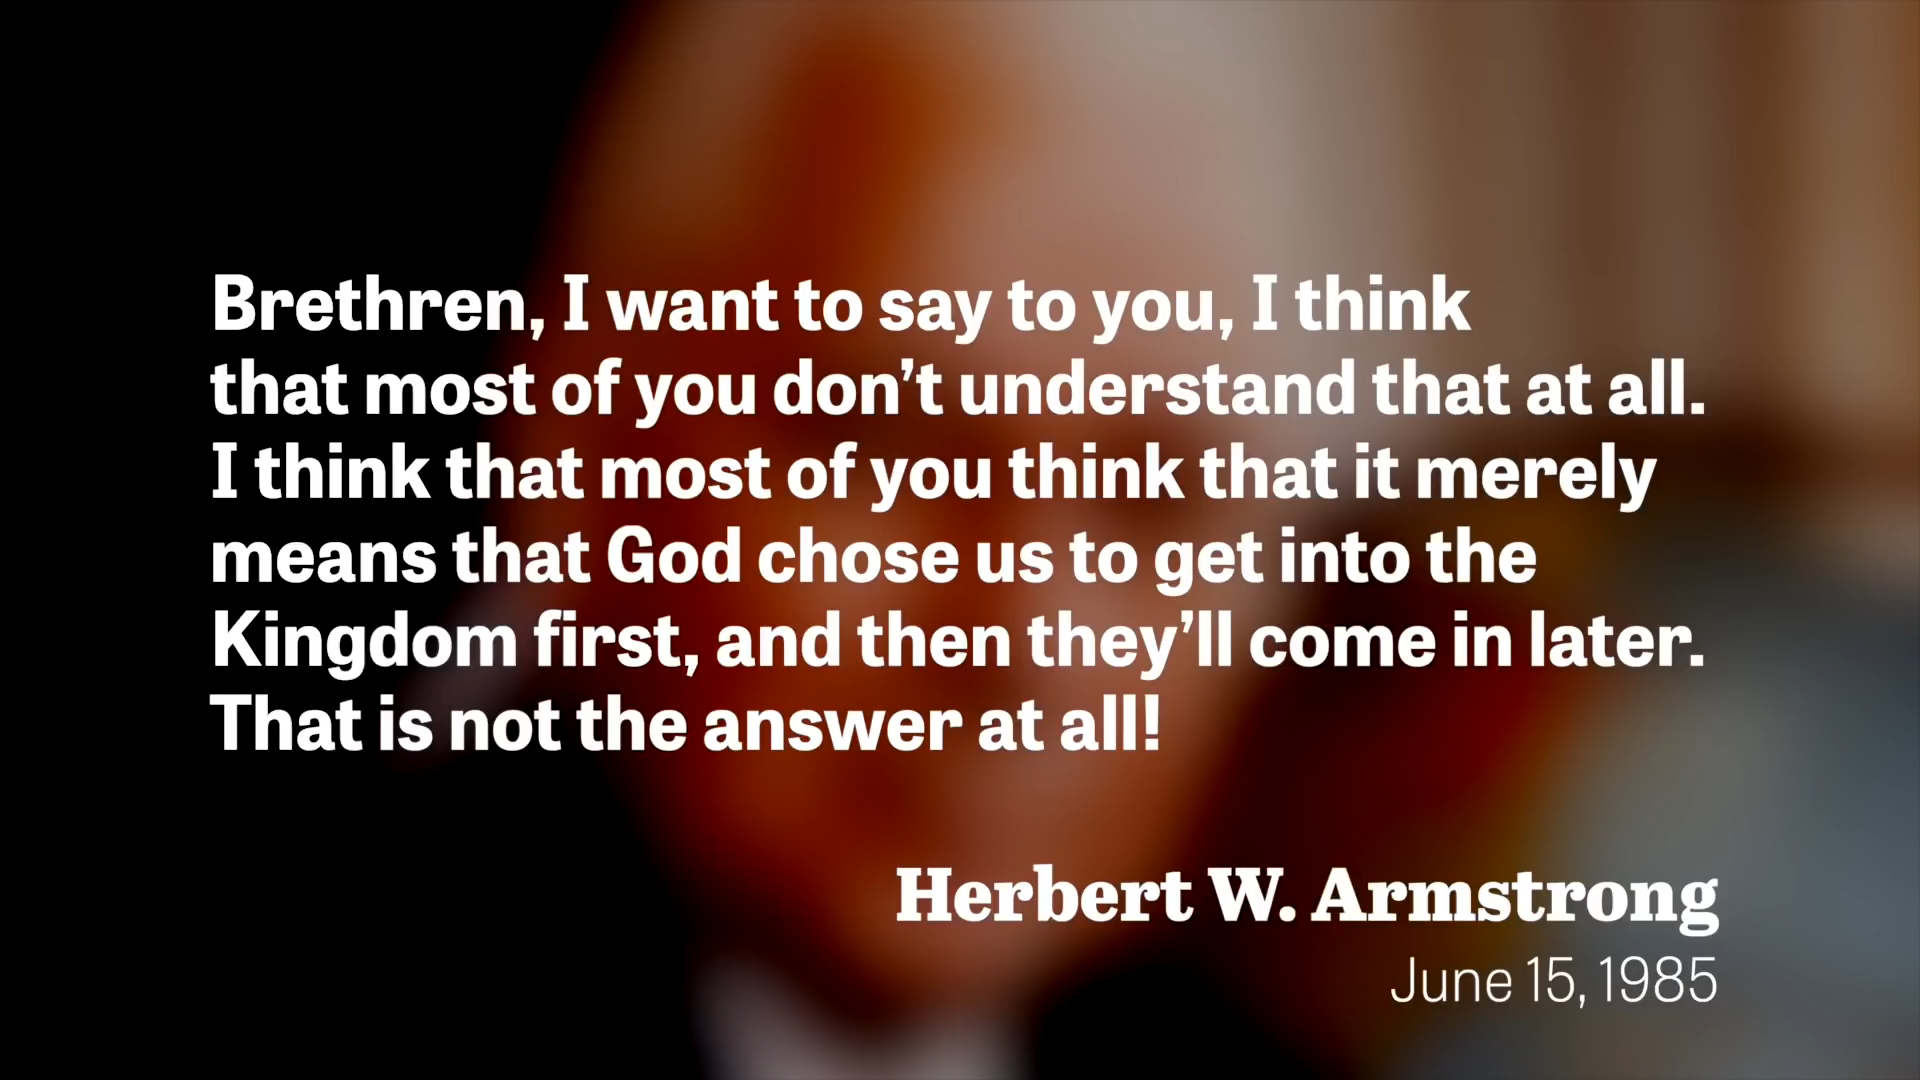 Brethren, I want to say to you, I think
that most of you don’t understand that at all.
I think that most of you think that it merely
means that God chose us to get into the
Kingdom first, and then they’ll come in later.
That is not the answer at all!
Herbert W. Armstrong
June 15, 1985